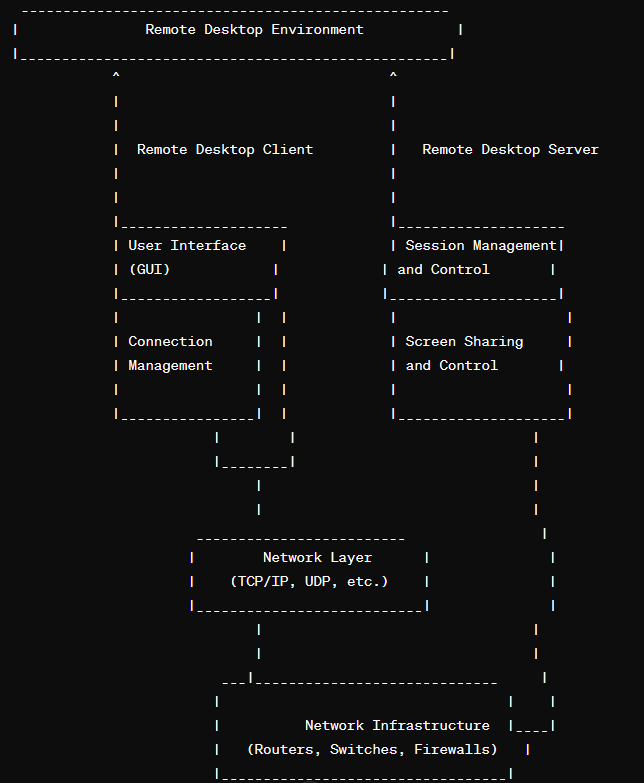 Remote Desktop Environment
Remote Desktop Client Remote Desktop Server
User Interface Session Management
(GUI) and Control
Connection Screen Sharing
Management and Control
Network Layer
(TCP/IP, UDP, etc.)
Network Infrastructure
(Routers, Switches, Firewalls)